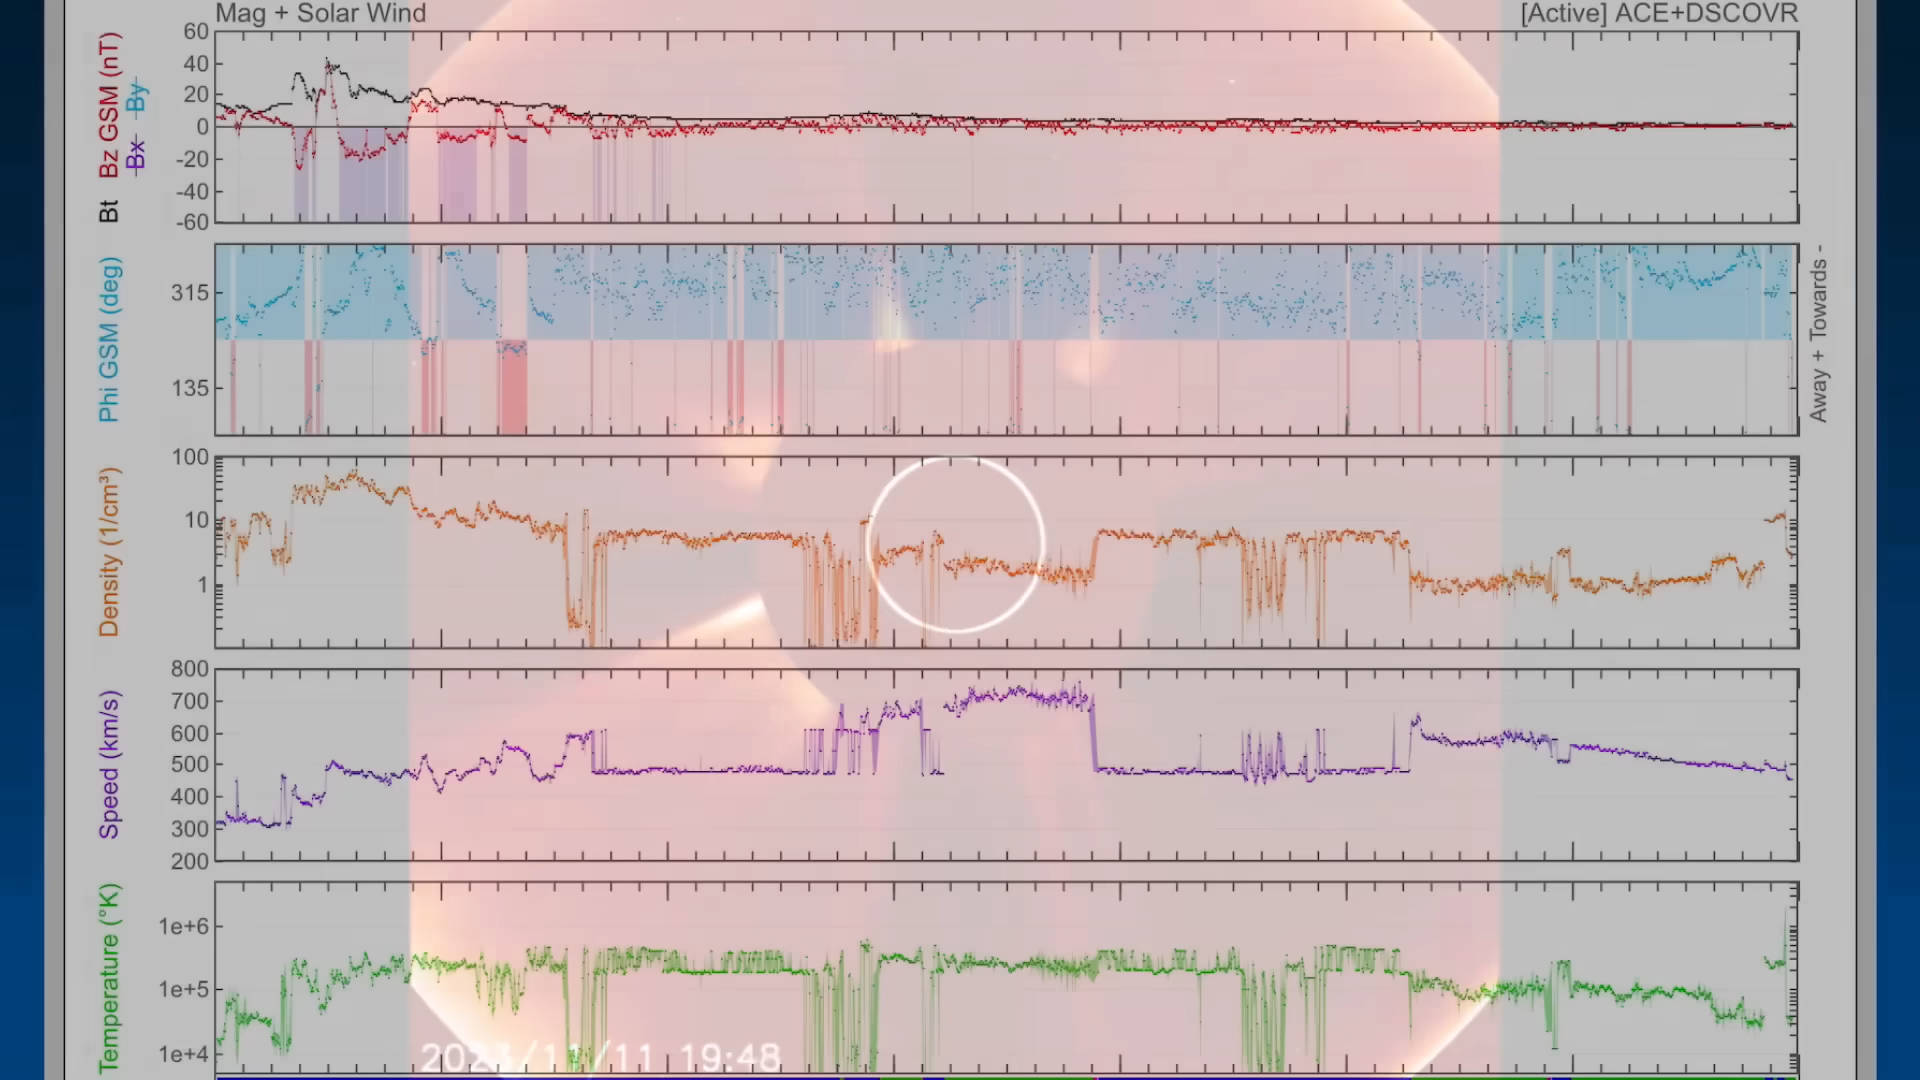 Mag + Solar Wind
[Active] ACE+DSCOVR
Bt Bz GSM (nT)
Bx By
60
40
20
0
-20
-40
-60
Phi GSM (deg)
315
135
Away + Towards -
Density (1/cm³)
100
10
1
Speed (km/s)
800
700
600
500
400
300
200
Temperature (°K)
1e+6
1e+5
1e+4
19:48